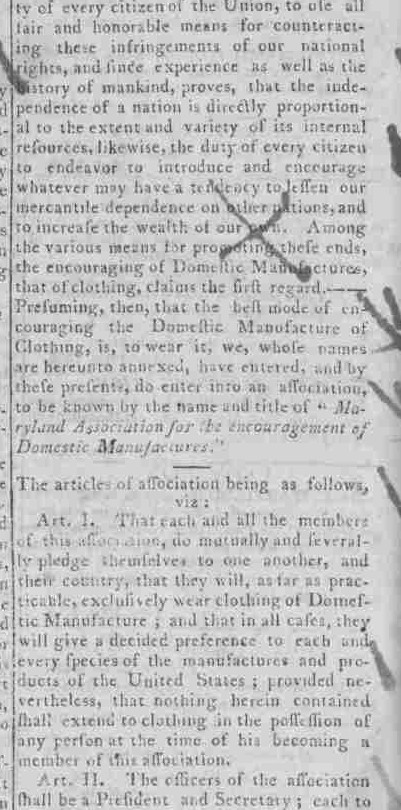 ty of every citizen of the Union, to uſe all
fair and honorable means for counteract-
ing theſe infringements of our national
rights, and ſince experience as well as the
hiſtory of mankind, proves, that the inde-
pendence of a nation is directly proportion-
al to the extent and variety of its internal
reſources, likewise, the duty of every citizen
to endeavor to introduce and encourage
whatever may have a tendency to leſſen our
mercantile dependence on other nations, and
to increaſe the wealth of our own. Among
the various means for promoting theſe ends,
the encouraging of Domeſtic Manufactures,
that of clothing, claims the firſt regard.——
Preſuming, then, that the beſt mode of en-
couraging the Domeſtic Manufacture of
Clothing, is, to wear it, we, whoſe names
are hereunto annexed, have entered, and by
theſe preſents, do enter into an aſſociation,
to be known by the name and title of " Ma-
ryland Association for the encouragement of
Domestic Manufactures."
The articles of aſſociation being as follows,
viz :
Art. I. That each and all the members
of this aſſociation, do mutually and several-
ly pledge themſelves to one another, and
their country, that they will, as far as prac-
ticable, excluſively wear clothing of Domeſ-
tic Manufacture ; and that in all caſes, they
will give a decided preference to each and
every ſpecies of the manufactures and pro-
ducts of the United States ; provided ne-
vertheleſs, that nothing herein contained
ſhall extend to clothing in the poſſeſſion of
any perſon at the time of his becoming a
member of this aſſociation.
Art. II. The officers of the aſſociation
ſhall be a Preſident and Secretary ; each to